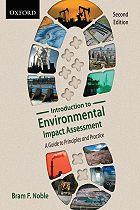 OXFORD
Second Edition
Introduction to
Environmental
Impact Assessment
A Guide to Principles and Practice
Bram F. Noble